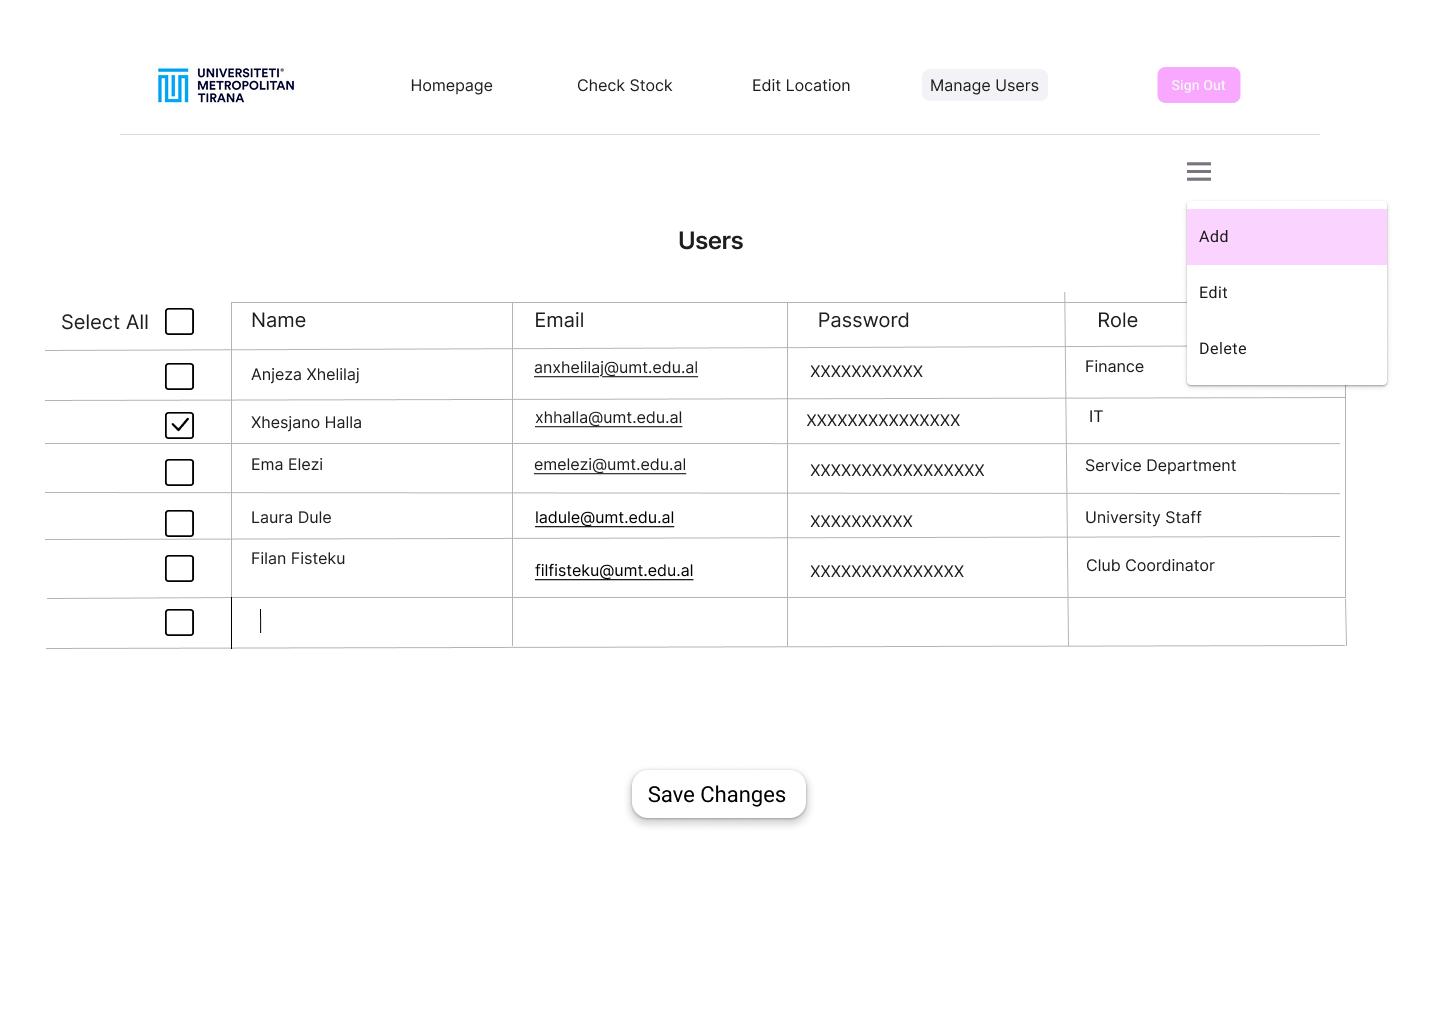 UNIVERSITETI®
METROPOLITAN
TIRANA
Homepage Check Stock Edit Location Manage Users Sign Out
Users
Add
Edit
Delete
Select All Name Email Password Role
Anjeza Xhelilaj anxhelilaj@umt.edu.al XXXXXXXXXXX Finance
Xhesjano Halla xhhalla@umt.edu.al XXXXXXXXXXXXXXX IT
Ema Elezi emelezi@umt.edu.al XXXXXXXXXXXXXXXXX Service Department
Laura Dule ladule@umt.edu.al XXXXXXXXXX University Staff
Filan Fisteku filfisteku@umt.edu.al XXXXXXXXXXXXXXX Club Coordinator
Save Changes